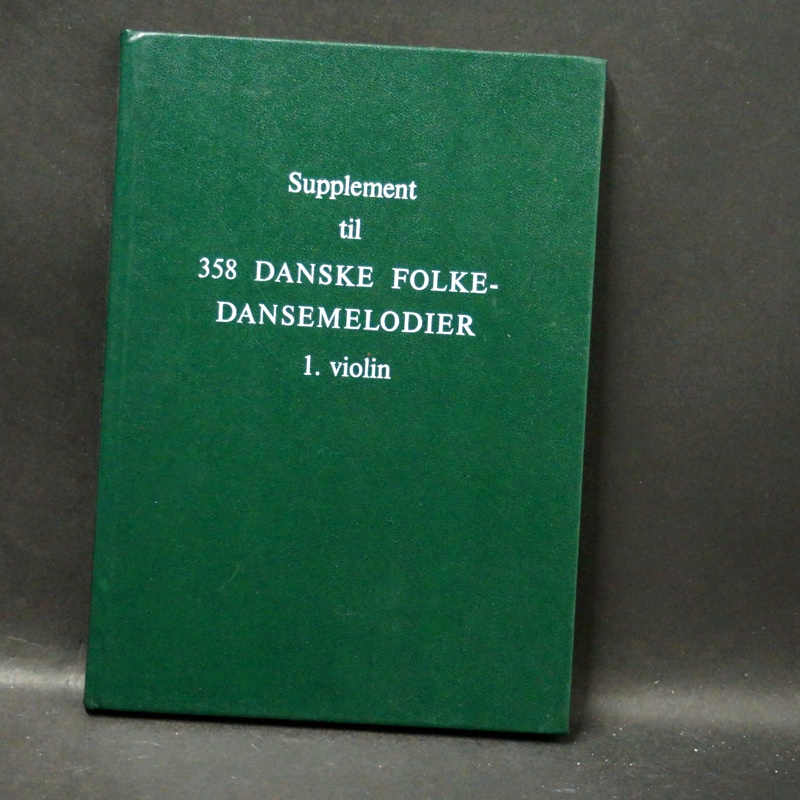 Supplement
til
358 DANSKE FOLKE-
DANSEMELODIER
1. violin